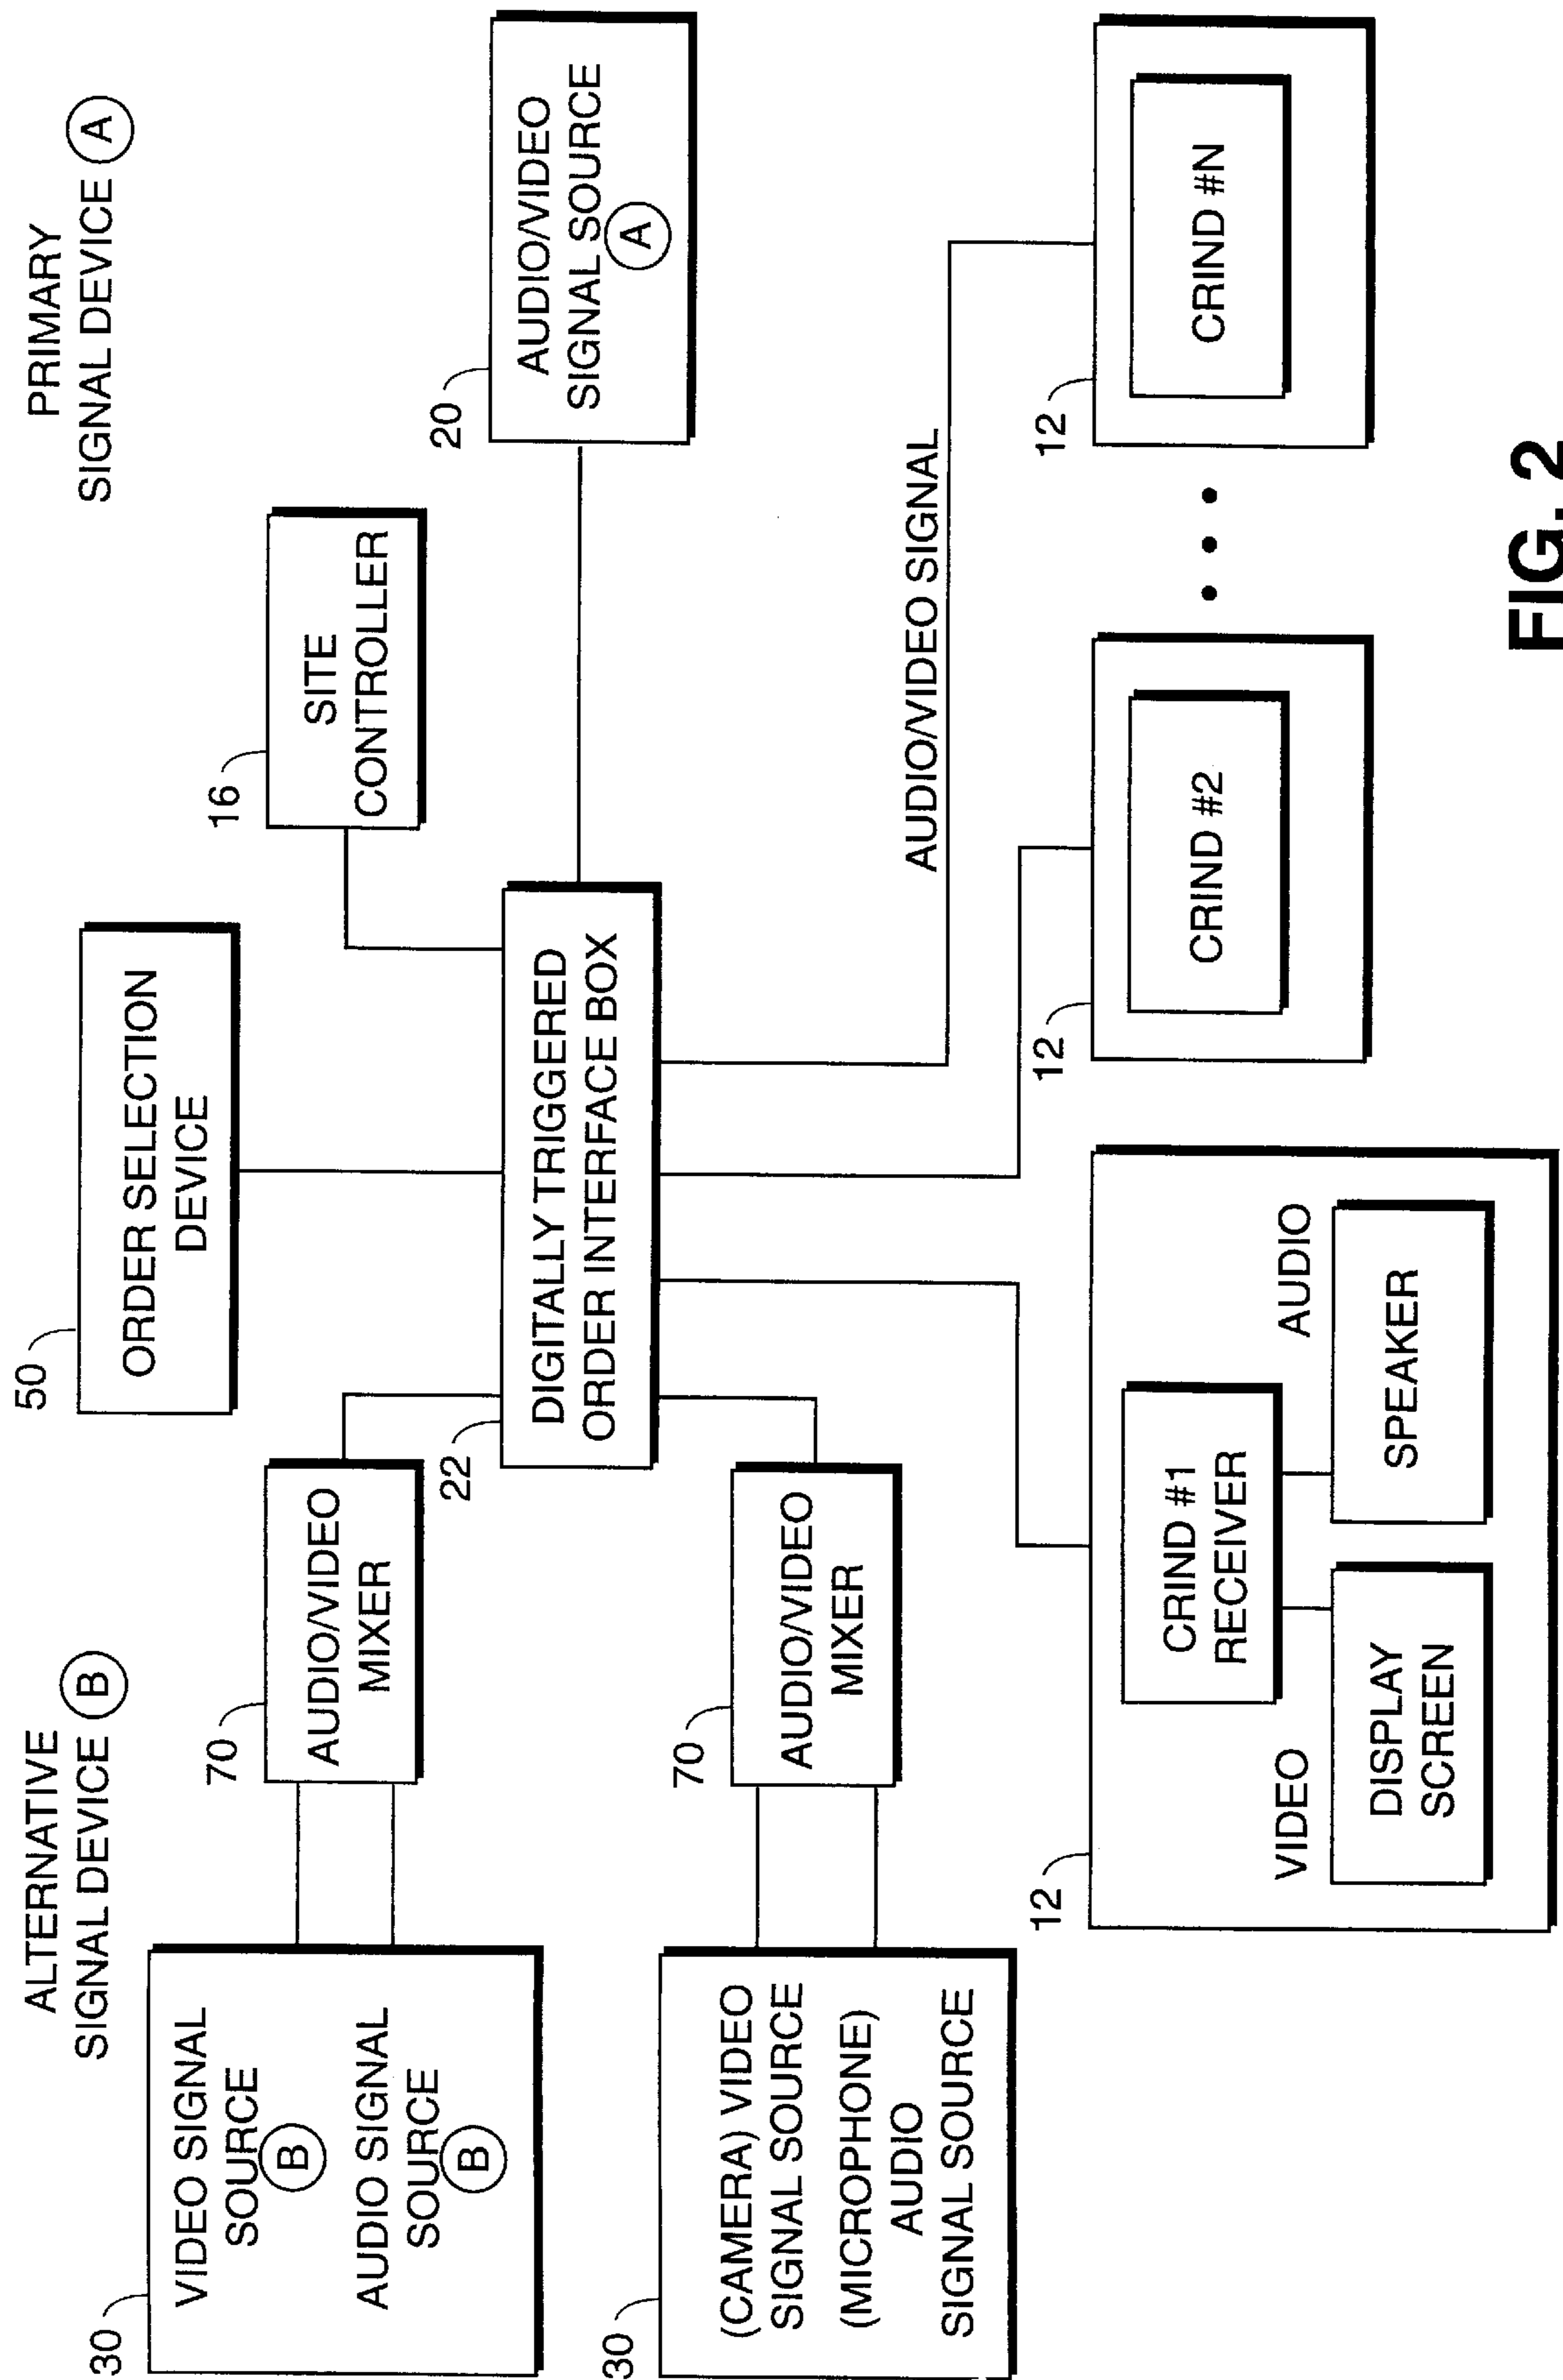 ALTERNATIVE
SIGNAL DEVICE B
PRIMARY
SIGNAL DEVICE A
50
ORDER SELECTION
DEVICE
30
VIDEO SIGNAL
SOURCE
B
AUDIO SIGNAL
SOURCE
B
70
AUDIO/VIDEO
MIXER
16
SITE
CONTROLLER
22
DIGITALLY TRIGGERED
ORDER INTERFACE BOX
20
AUDIO/VIDEO
SIGNAL SOURCE
A
30
(CAMERA) VIDEO
SIGNAL SOURCE
(MICROPHONE)
AUDIO
SIGNAL SOURCE
70
AUDIO/VIDEO
MIXER
AUDIO/VIDEO SIGNAL
12
CRIND #1
RECEIVER
VIDEO
AUDIO
DISPLAY
SCREEN
SPEAKER
12
CRIND #2
12
CRIND #N
FIG. 2